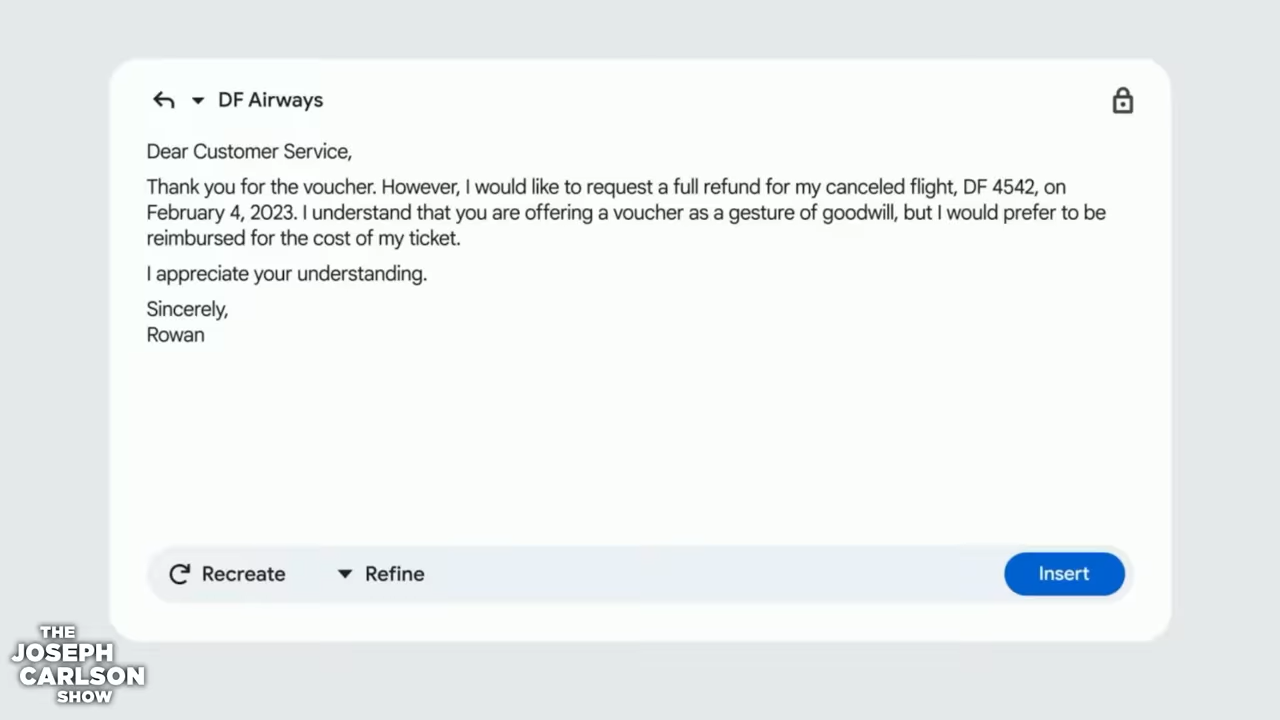 DF Airways
Dear Customer Service,
Thank you for the voucher. However, I would like to request a full refund for my canceled flight, DF 4542, on
February 4, 2023. I understand that you are offering a voucher as a gesture of goodwill, but I would prefer to be
reimbursed for the cost of my ticket.
I appreciate your understanding.
Sincerely,
Rowan
Recreate
Refine
Insert
THE
JOSEPH
CARLSON
SHOW